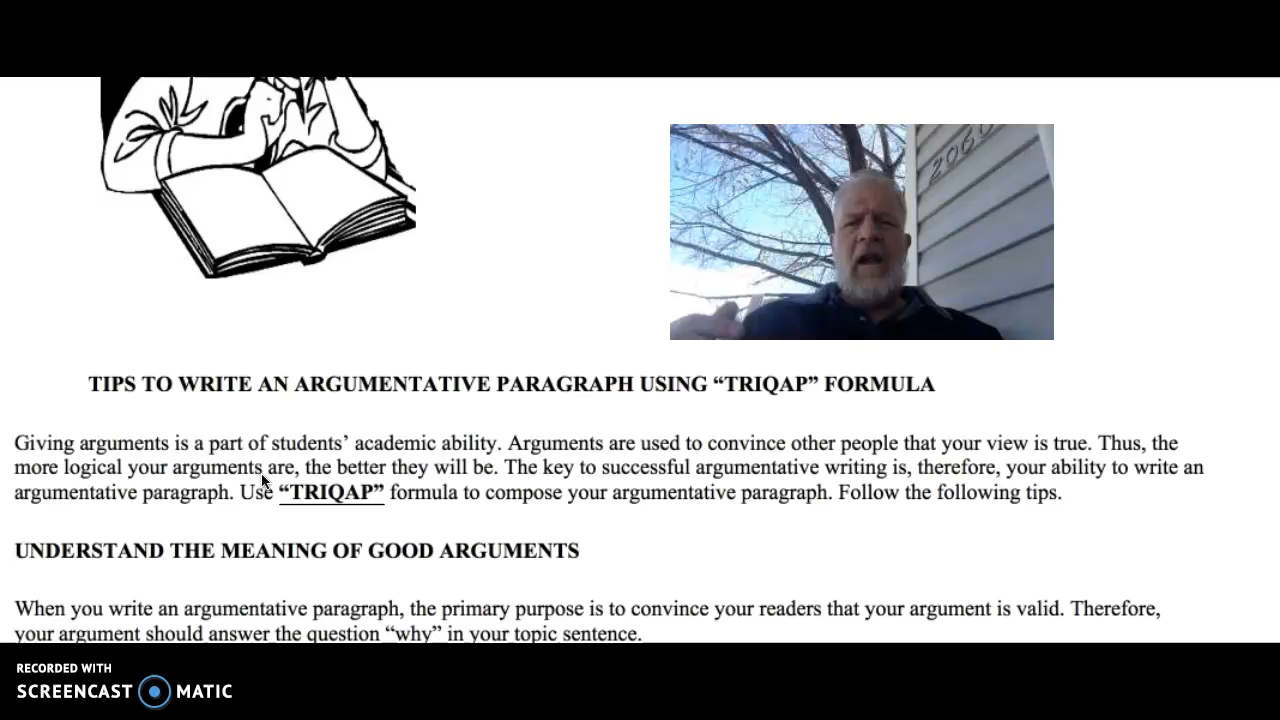 2060
TIPS TO WRITE AN ARGUMENTATIVE PARAGRAPH USING “TRIQAP” FORMULA
Giving arguments is a part of students’ academic ability. Arguments are used to convince other people that your view is true. Thus, the
more logical your arguments are, the better they will be. The key to successful argumentative writing is, therefore, your ability to write an
argumentative paragraph. Use “TRIQAP” formula to compose your argumentative paragraph. Follow the following tips.
UNDERSTAND THE MEANING OF GOOD ARGUMENTS
When you write an argumentative paragraph, the primary purpose is to convince your readers that your argument is valid. Therefore,
your argument should answer the question “why” in your topic sentence.
RECORDED WITH
SCREENCAST MATIC